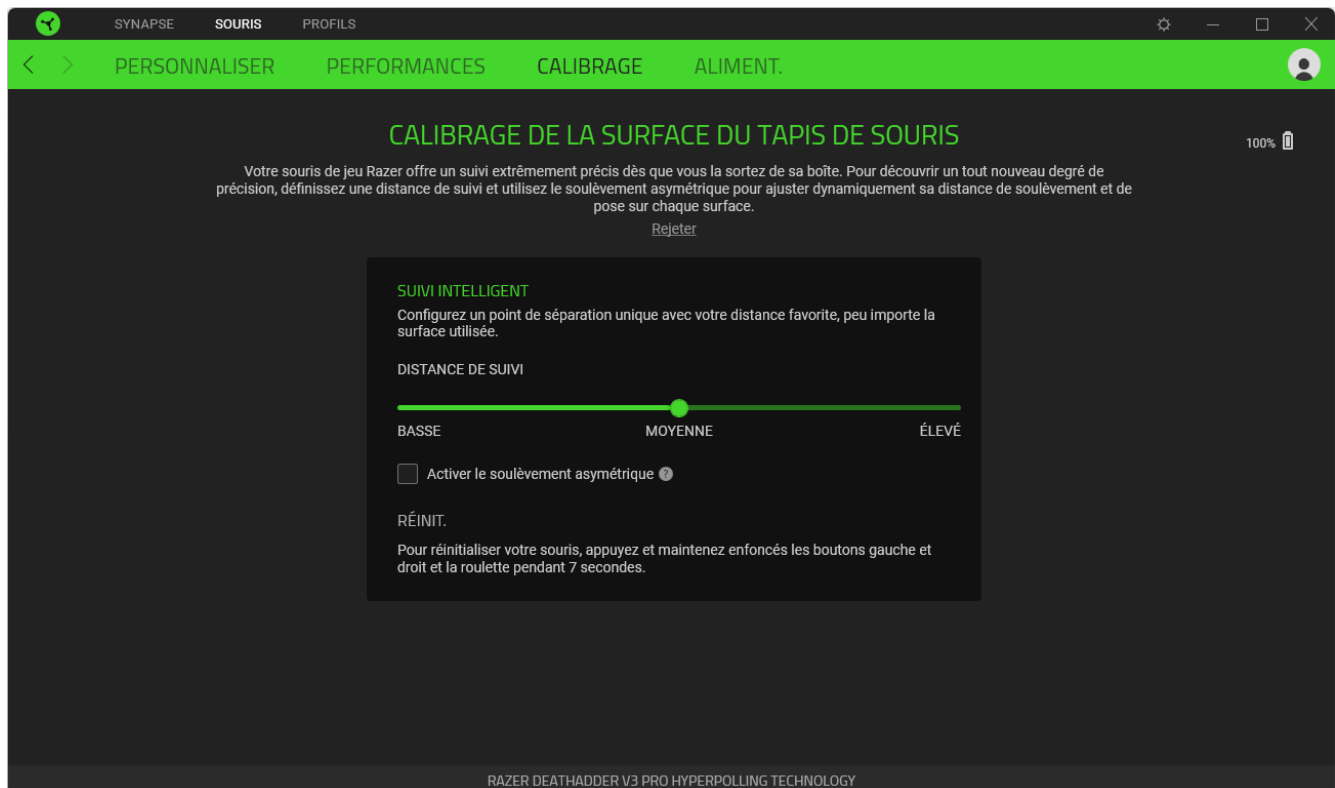 SYNAPSE SOURIS PROFILS
PERSONNALISER PERFORMANCES CALIBRAGE ALIMENT.
CALIBRAGE DE LA SURFACE DU TAPIS DE SOURIS
100%
Votre souris de jeu Razer offre un suivi extrêmement précis dès que vous la sortez de sa boîte. Pour découvrir un tout nouveau degré de
précision, définissez une distance de suivi et utilisez le soulèvement asymétrique pour ajuster dynamiquement sa distance de soulèvement et de
pose sur chaque surface.
Rejeter
SUIVI INTELLIGENT
Configurez un point de séparation unique avec votre distance favorite, peu importe la
surface utilisée.
DISTANCE DE SUIVI
BASSE MOYENNE ÉLEVÉ
Activer le soulèvement asymétrique ?
RÉINIT.
Pour réinitialiser votre souris, appuyez et maintenez enfoncés les boutons gauche et
droit et la roulette pendant 7 secondes.
RAZER DEATHADDER V3 PRO HYPERPOLLING TECHNOLOGY